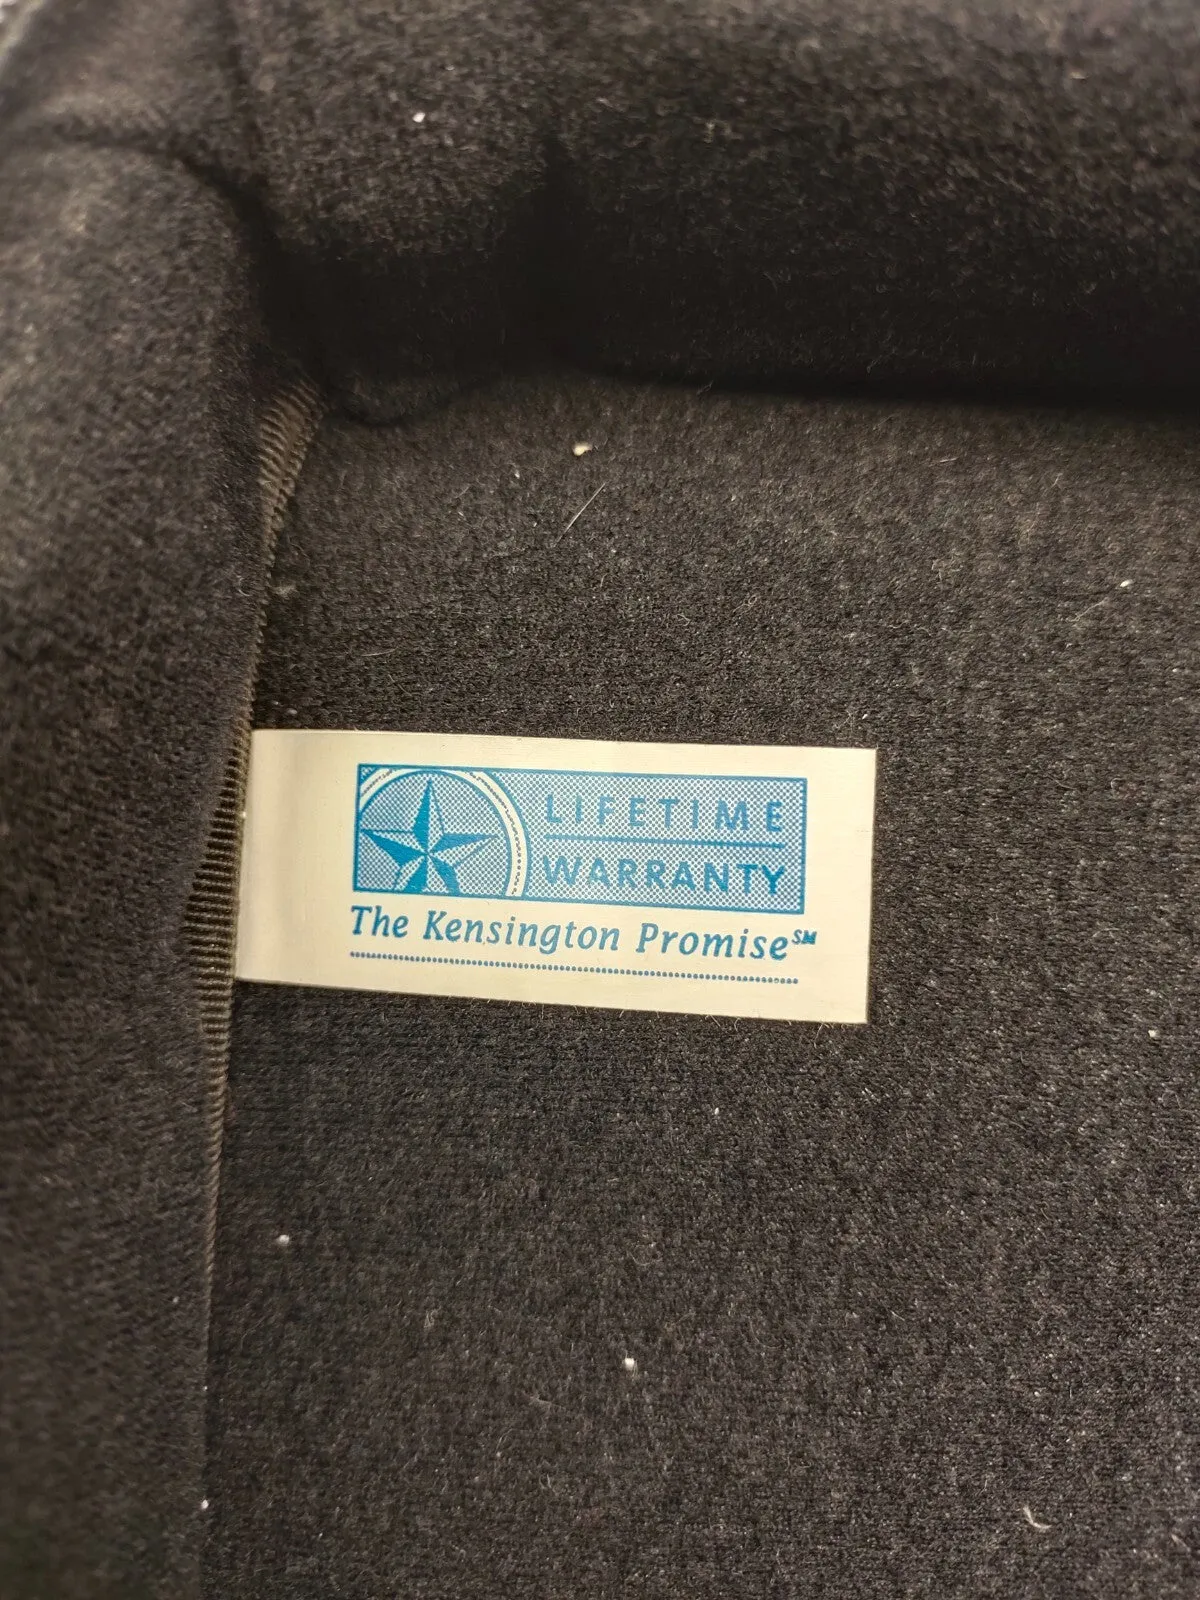 LIFETIME
WARRANTY
The Kensington Promise℠